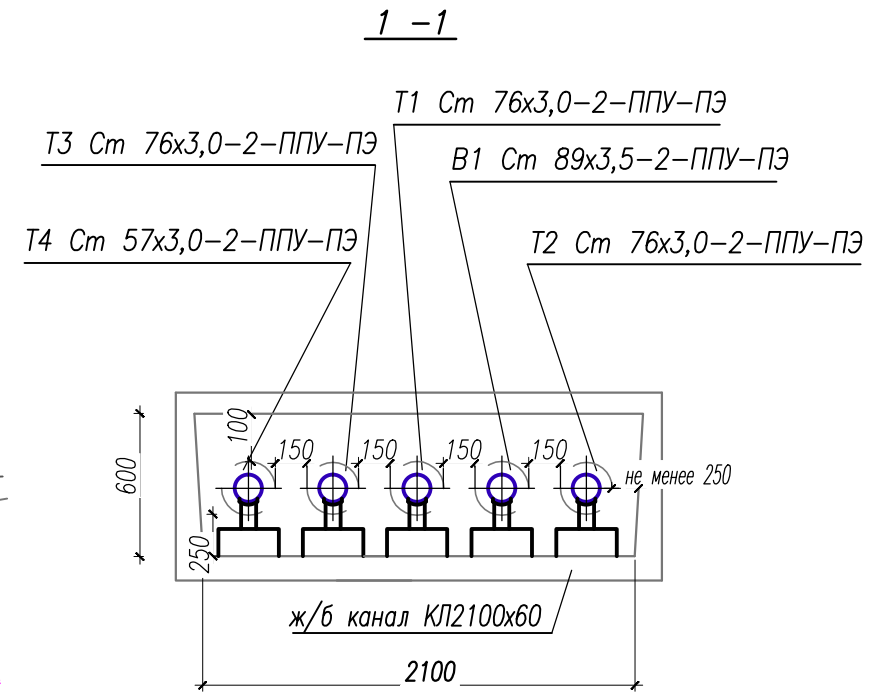 1 -1
Т1 Ст 76х3,0-2-ППУ-ПЭ
Т3 Ст 76х3,0-2-ППУ-ПЭ
В1 Ст 89х3,5-2-ППУ-ПЭ
Т4 Ст 57х3,0-2-ППУ-ПЭ
Т2 Ст 76х3,0-2-ППУ-ПЭ
100
150
150
150
150
600
не менее 250
250
ж/б канал КЛ2100х60
2100